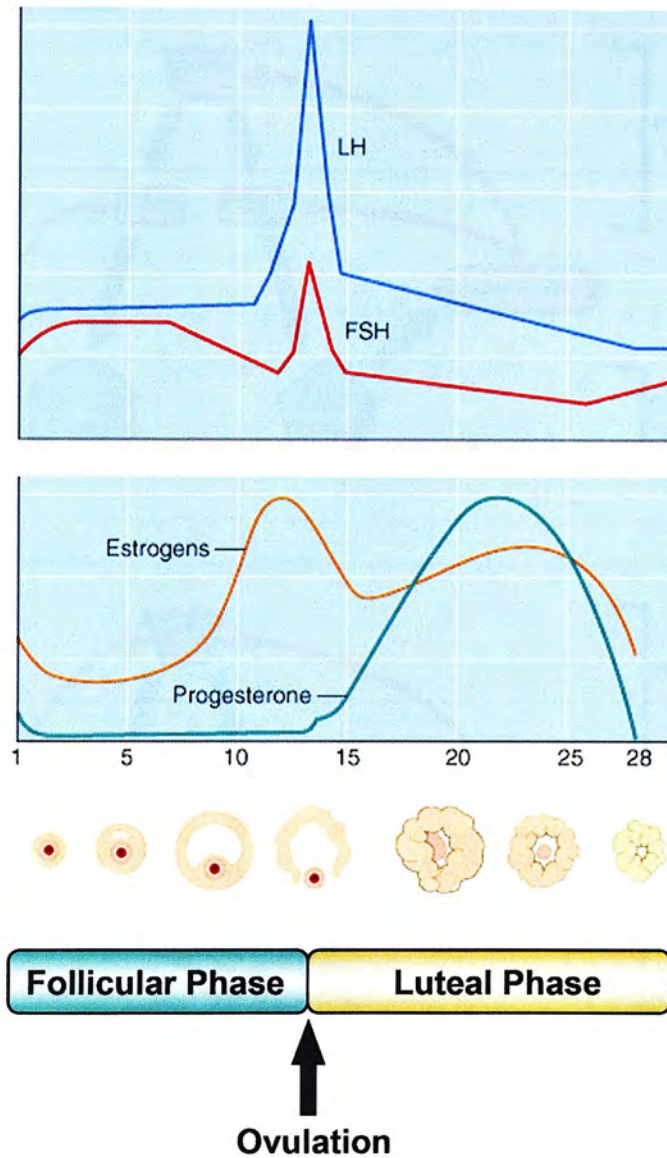 LH
FSH
Estrogens
Progesterone
1 5 10 15 20 25 28
Follicular Phase Luteal Phase
Ovulation